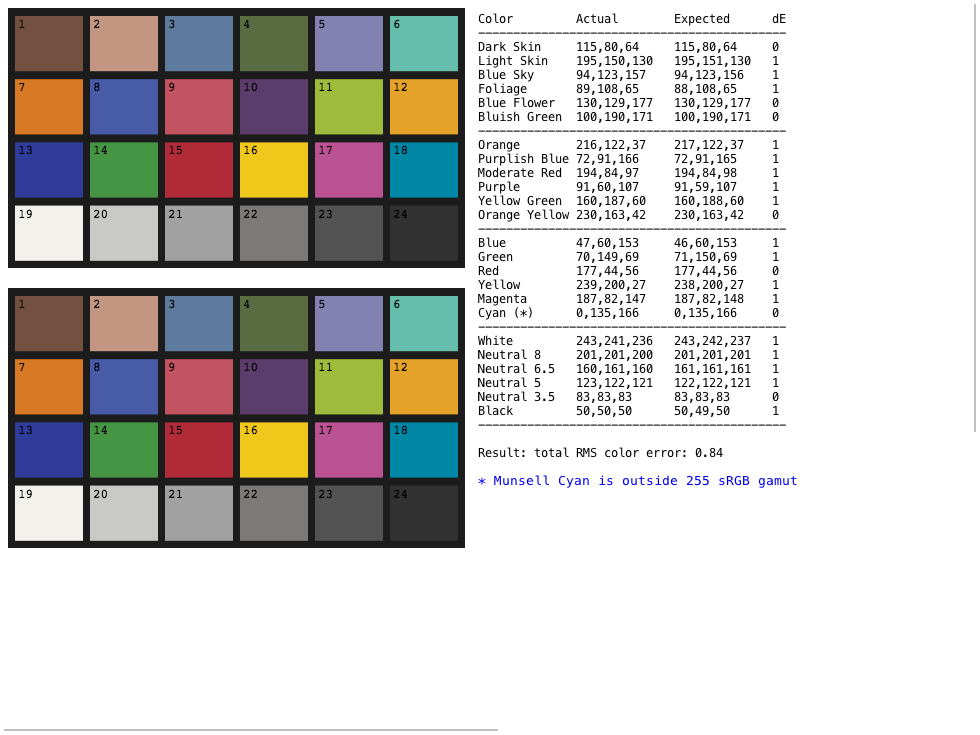 1 2 3 4 5 6
7 8 9 10 11 12
13 14 15 16 17 18
19 20 21 22 23 24
1 2 3 4 5 6
7 8 9 10 11 12
13 14 15 16 17 18
19 20 21 22 23 24
Color Actual Expected dE
Dark Skin 115,80,64 115,80,64 0
Light Skin 195,150,130 195,151,130 1
Blue Sky 94,123,157 94,123,156 1
Foliage 89,108,65 88,108,65 1
Blue Flower 130,129,177 130,129,177 0
Bluish Green 100,190,171 100,190,171 0
Orange 216,122,37 217,122,37 1
Purplish Blue 72,91,166 72,91,165 1
Moderate Red 194,84,97 194,84,98 1
Purple 91,60,107 91,59,107 1
Yellow Green 160,187,60 160,188,60 1
Orange Yellow 230,163,42 230,163,42 0
Blue 47,60,153 46,60,153 1
Green 70,149,69 71,150,69 1
Red 177,44,56 177,44,56 0
Yellow 239,200,27 238,200,27 1
Magenta 187,82,147 187,82,148 1
Cyan (*) 0,135,166 0,135,166 0
White 243,241,236 243,242,237 1
Neutral 8 201,201,200 201,201,201 1
Neutral 6.5 160,161,160 161,161,161 1
Neutral 5 123,122,121 122,122,121 1
Neutral 3.5 83,83,83 83,83,83 0
Black 50,50,50 50,49,50 1
Result: total RMS color error: 0.84
* Munsell Cyan is outside 255 sRGB gamut